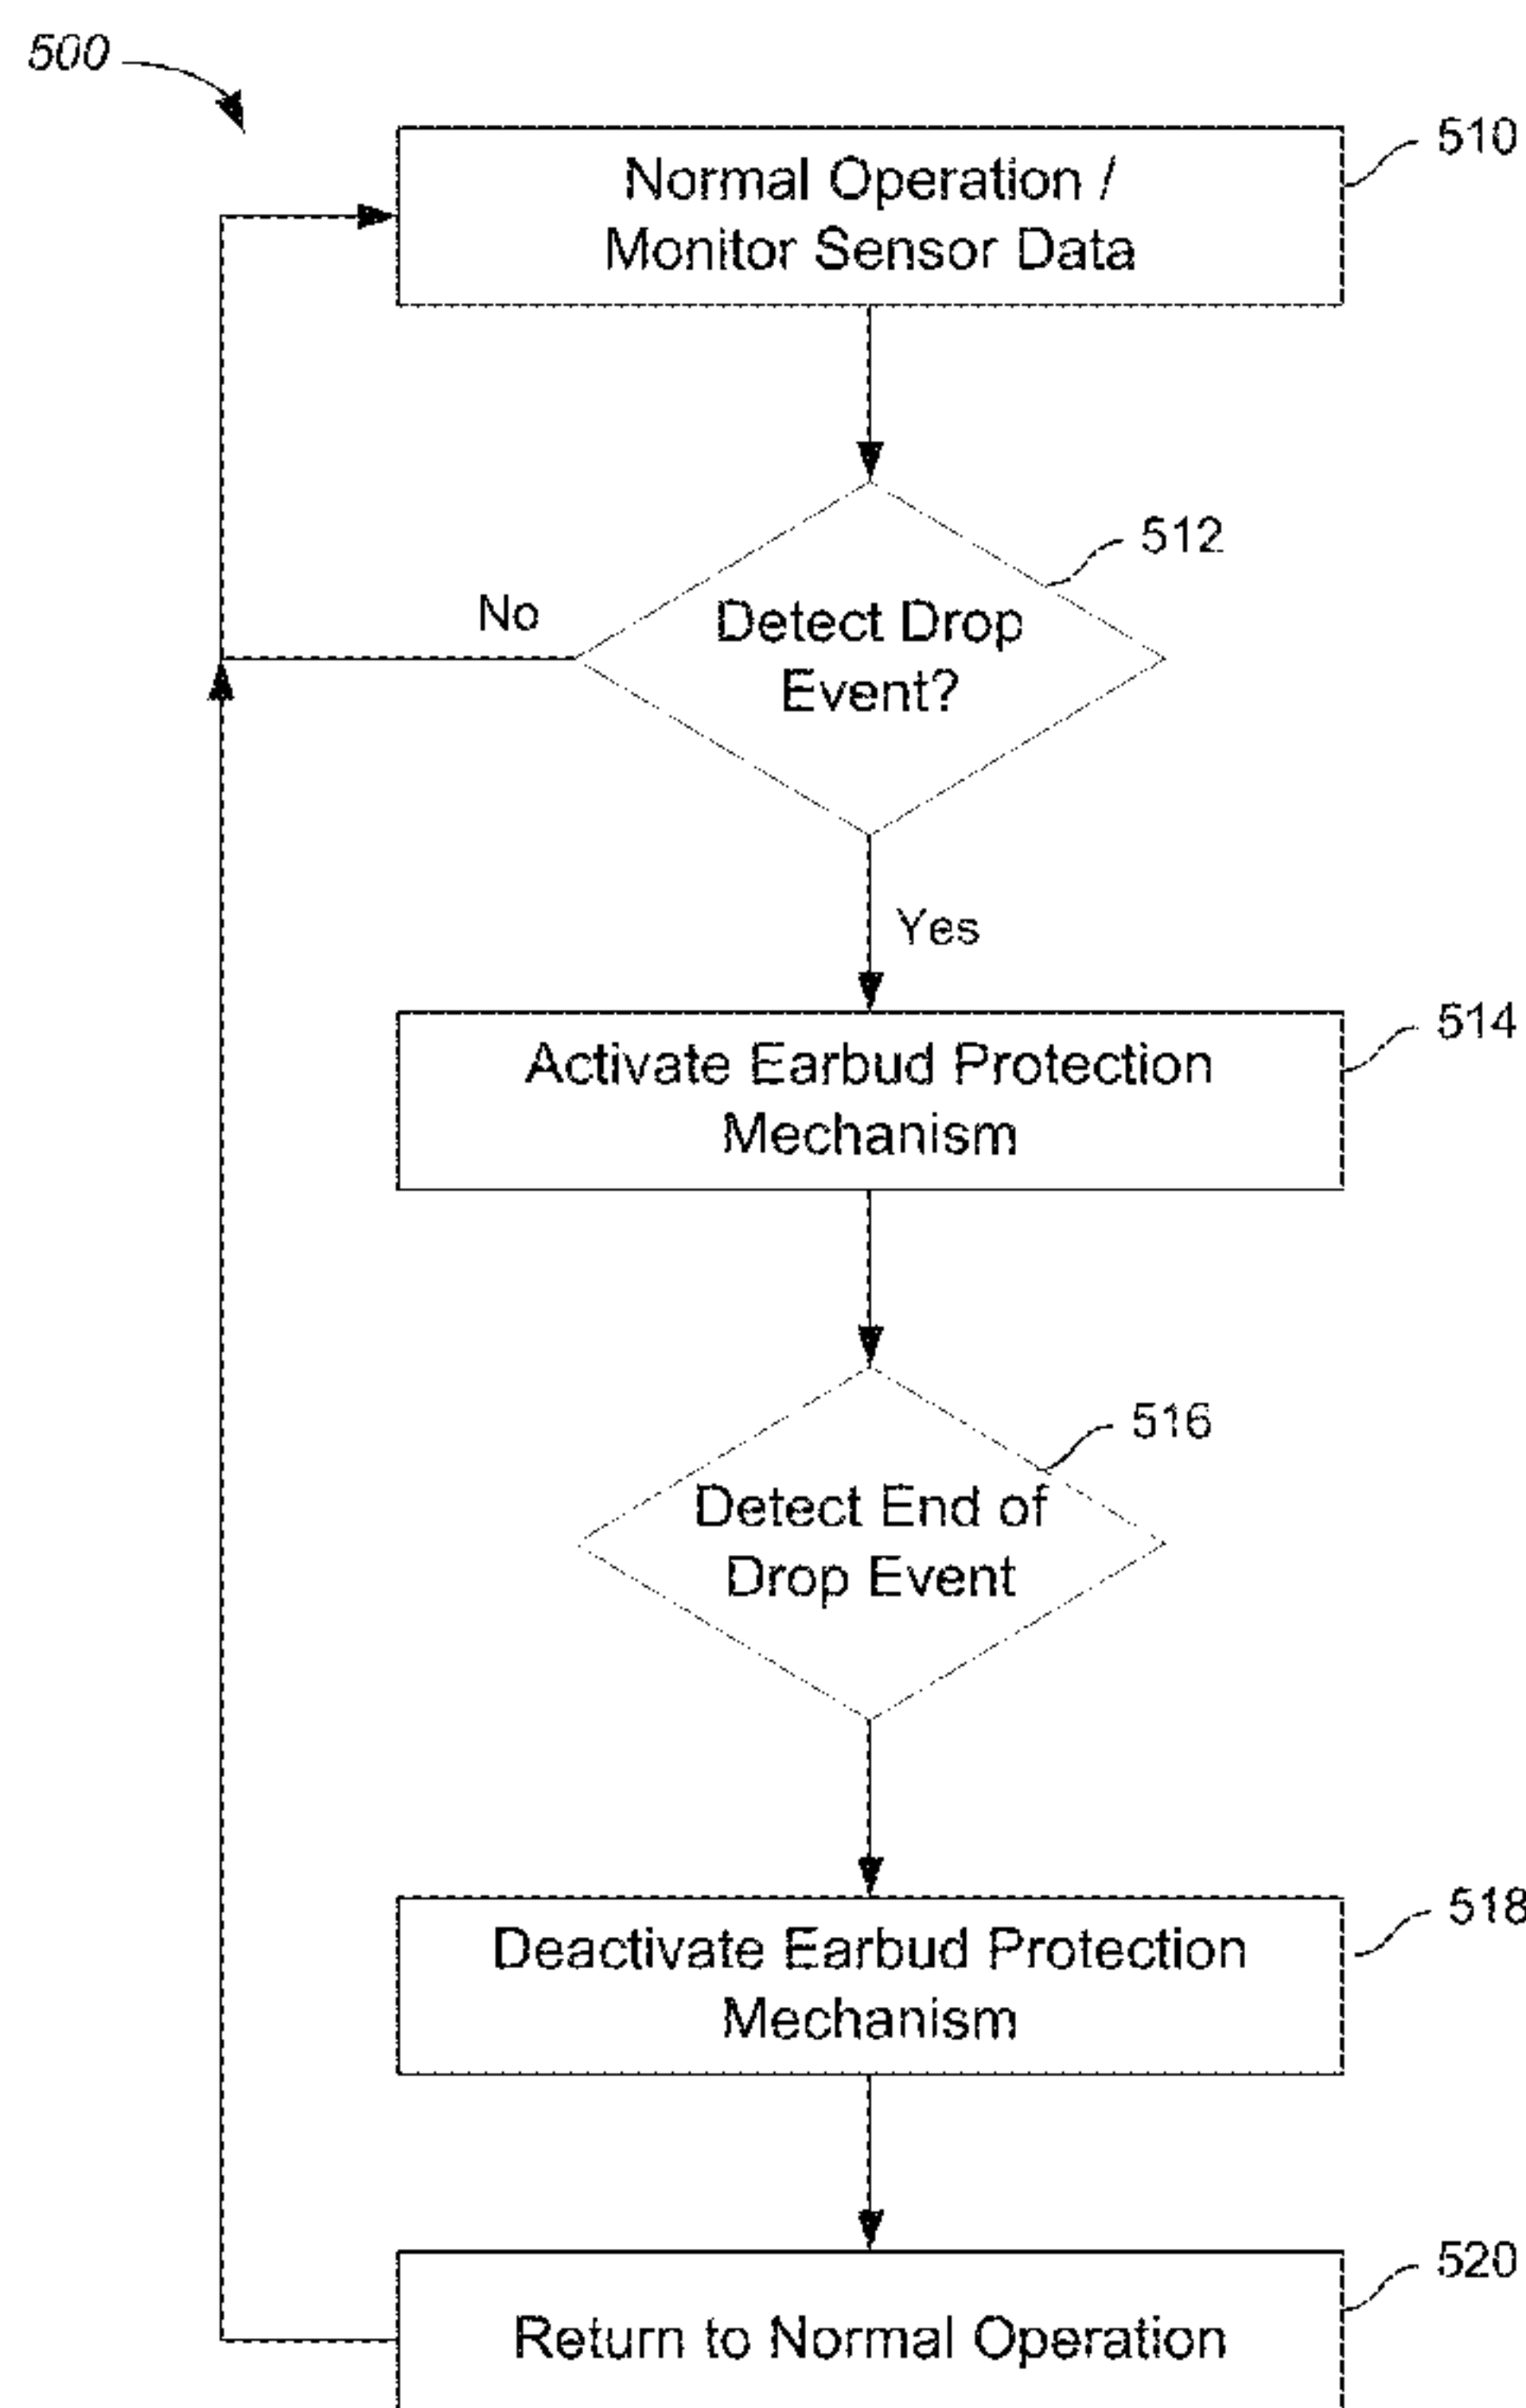 500
510
Normal Operation /
Monitor Sensor Data
512
No
Detect Drop
Event?
Yes
514
Activate Earbud Protection
Mechanism
516
Detect End of
Drop Event
518
Deactivate Earbud Protection
Mechanism
520
Return to Normal Operation